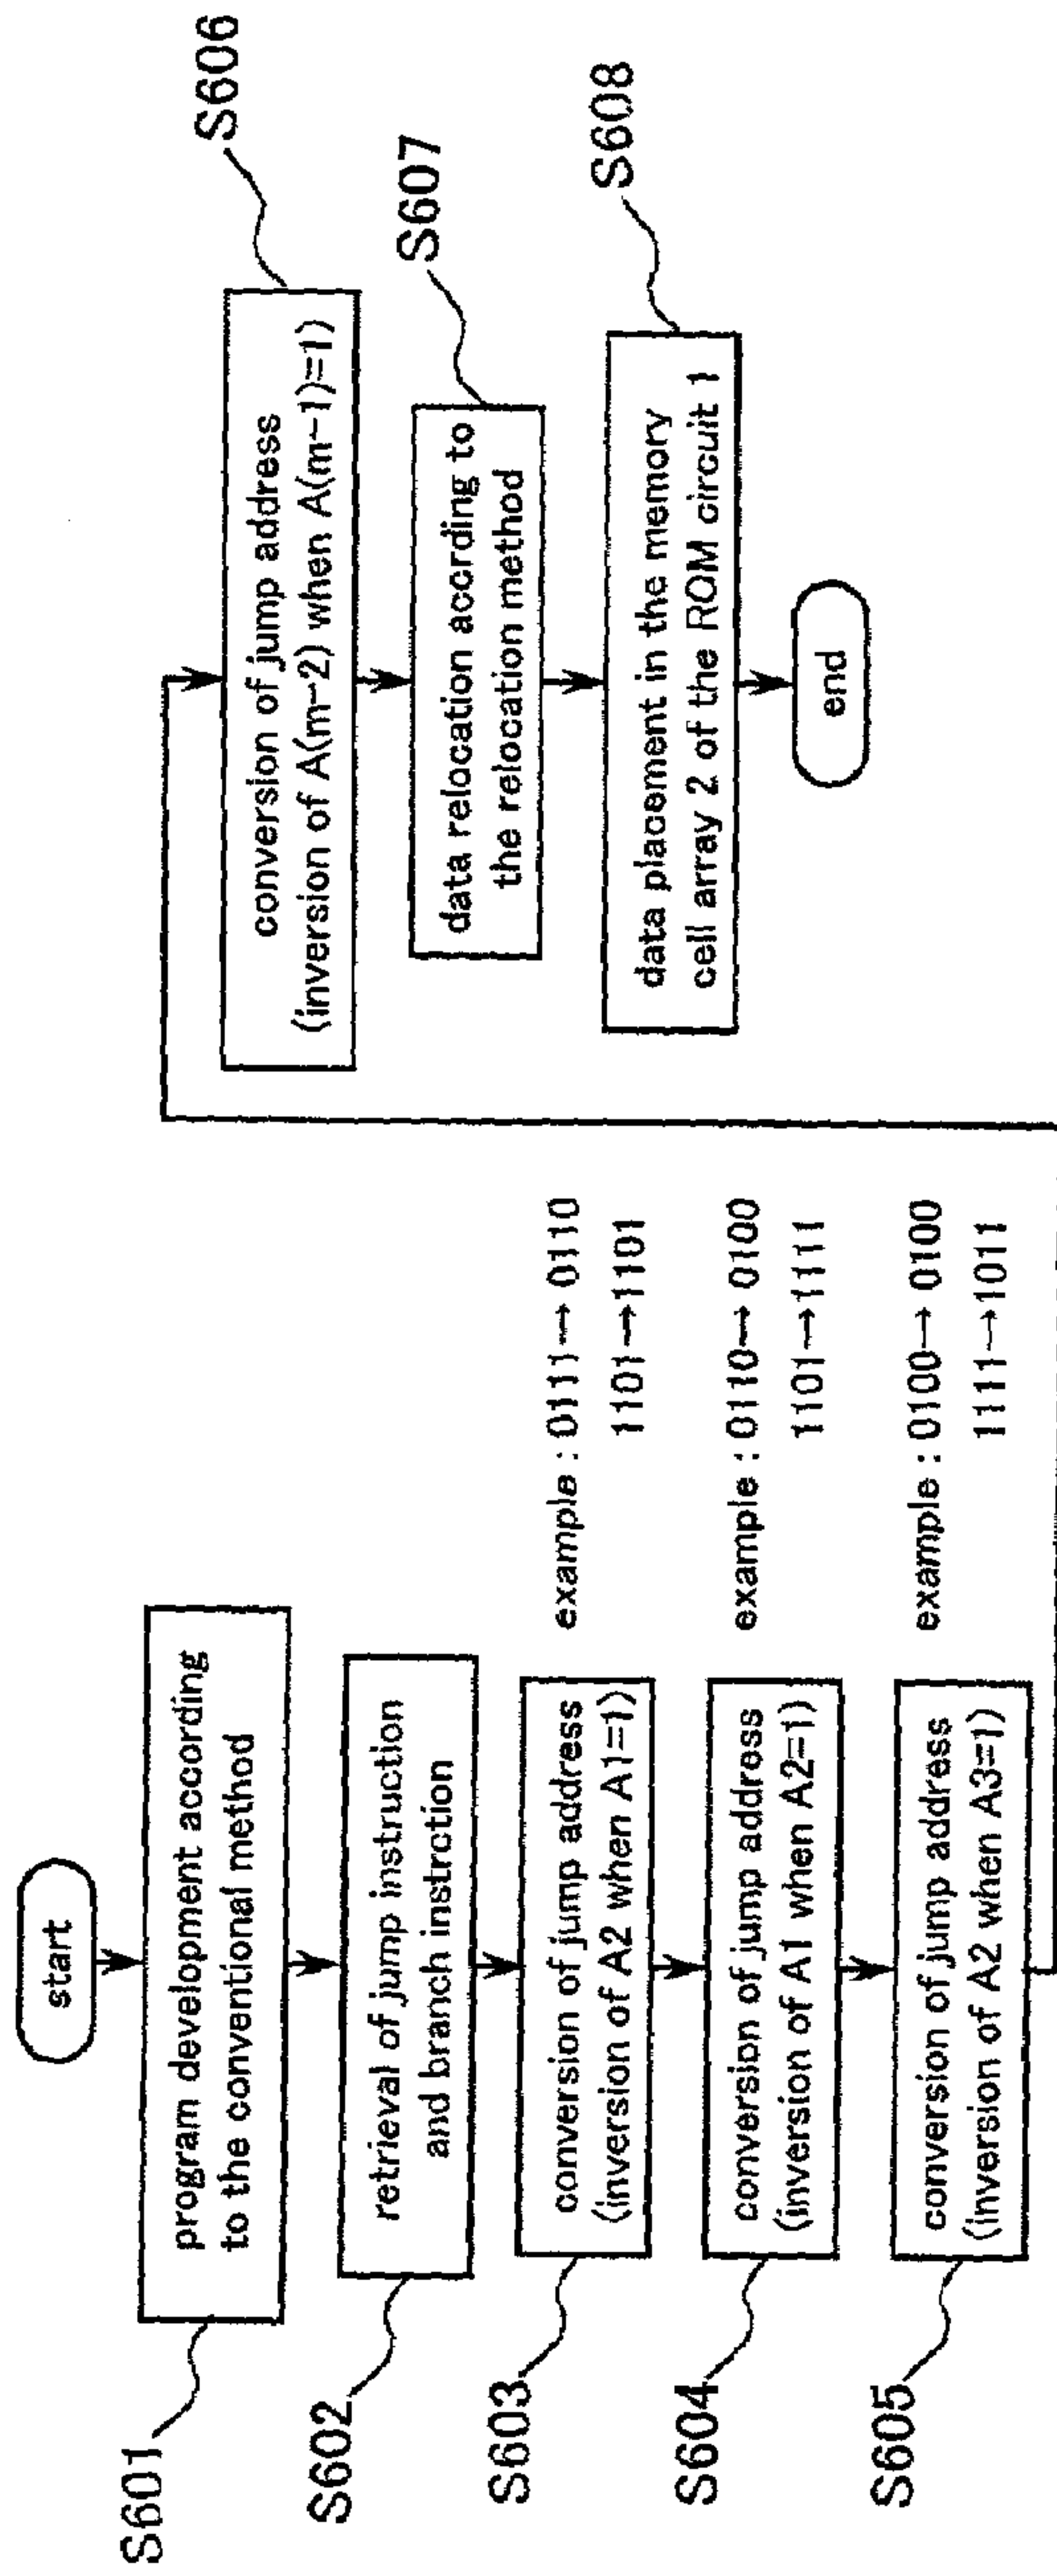 start
S601
program development according
to the conventional method
S602
retrieval of jump instruction
and branch instrction
S603
conversion of jump address
(inversion of A2 when A1=1)
example : 0111→ 0110
1101→1101
S604
conversion of jump address
(inversion of A1 when A2=1)
example : 0110→ 0100
1101→1111
S605
conversion of jump address
(inversion of A2 when A3=1)
example : 0100→ 0100
1111→1011
S606
conversion of jump address
(inversion of A(m-2) when A(m-1)=1)
S607
data relocation accrding to
the relocation method
S608
data placement in the memory
cell array 2 of the ROM circuit 1
end